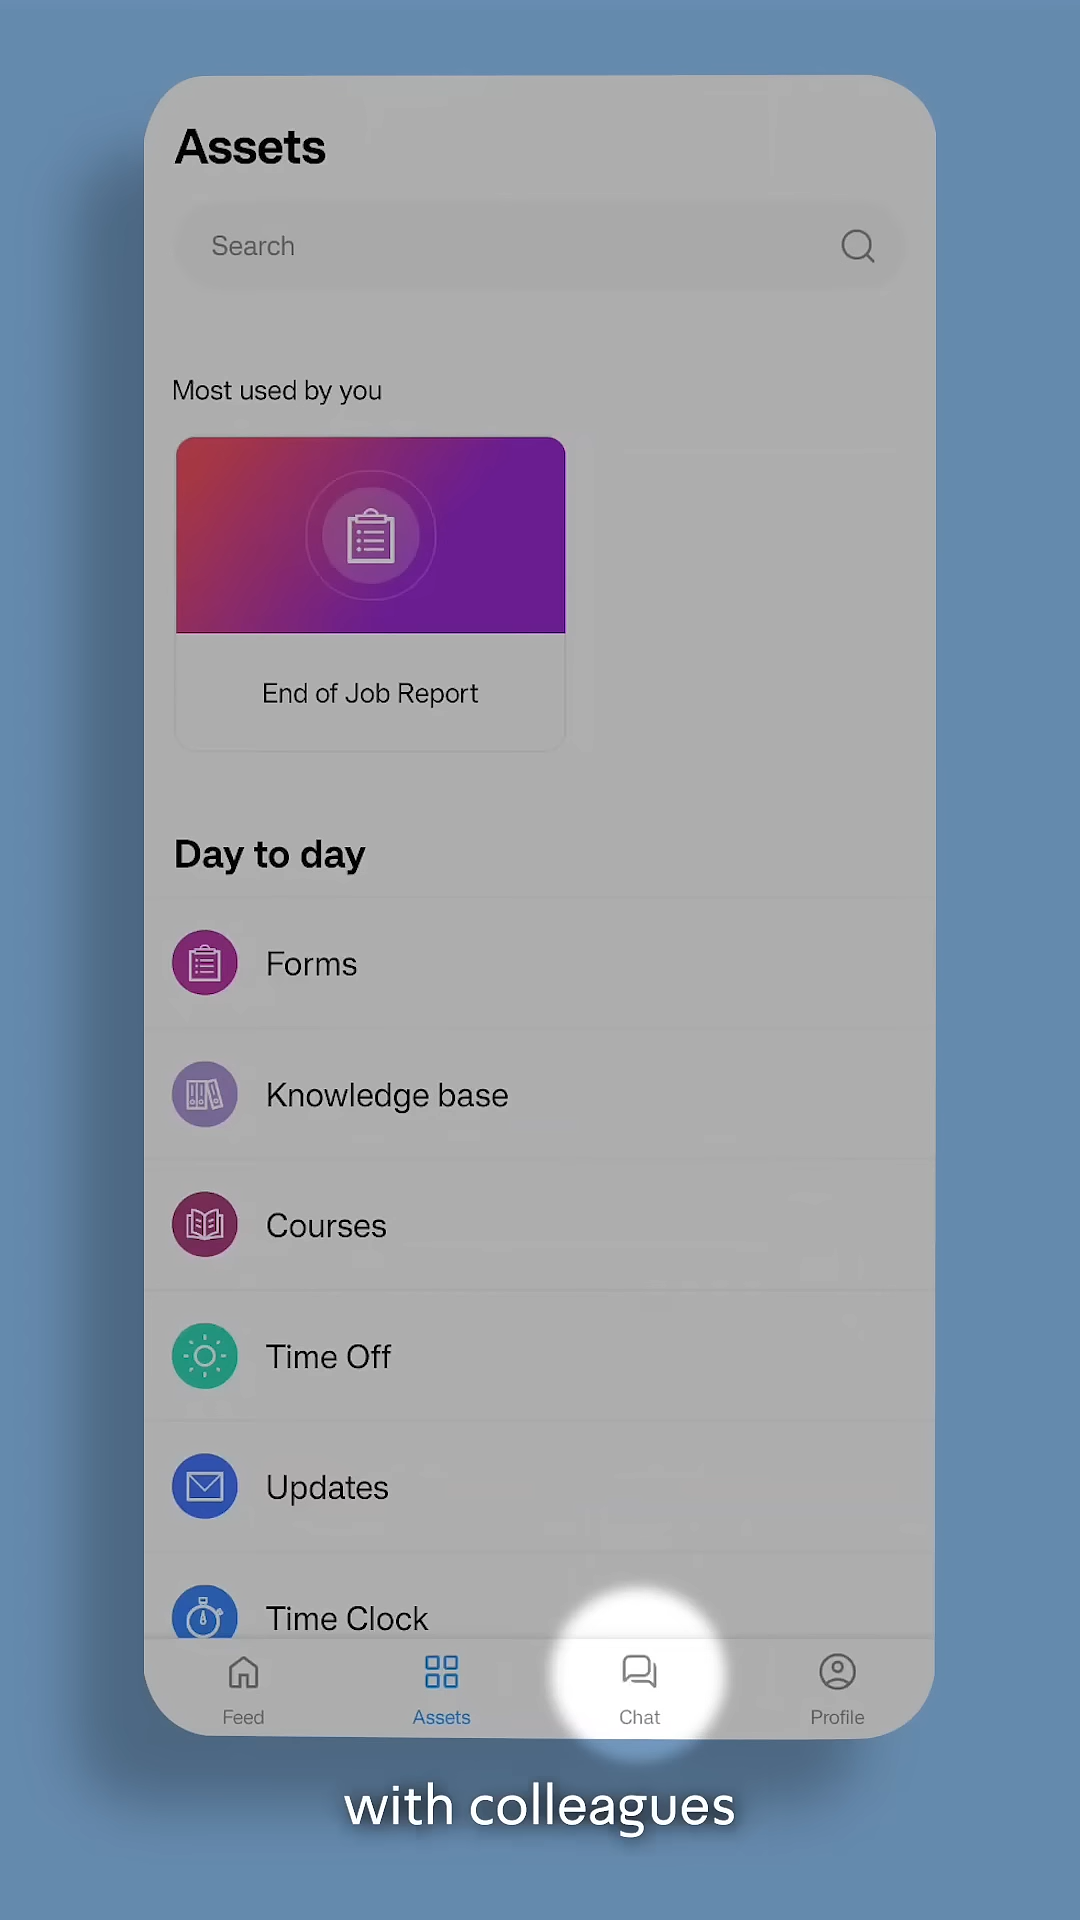 Assets
Search
Most used by you
End of Job Report
Day to day
Forms
Knowledge base
Courses
Time Off
Updates
Time Clock
Feed
Assets
Chat
Profile
with colleagues